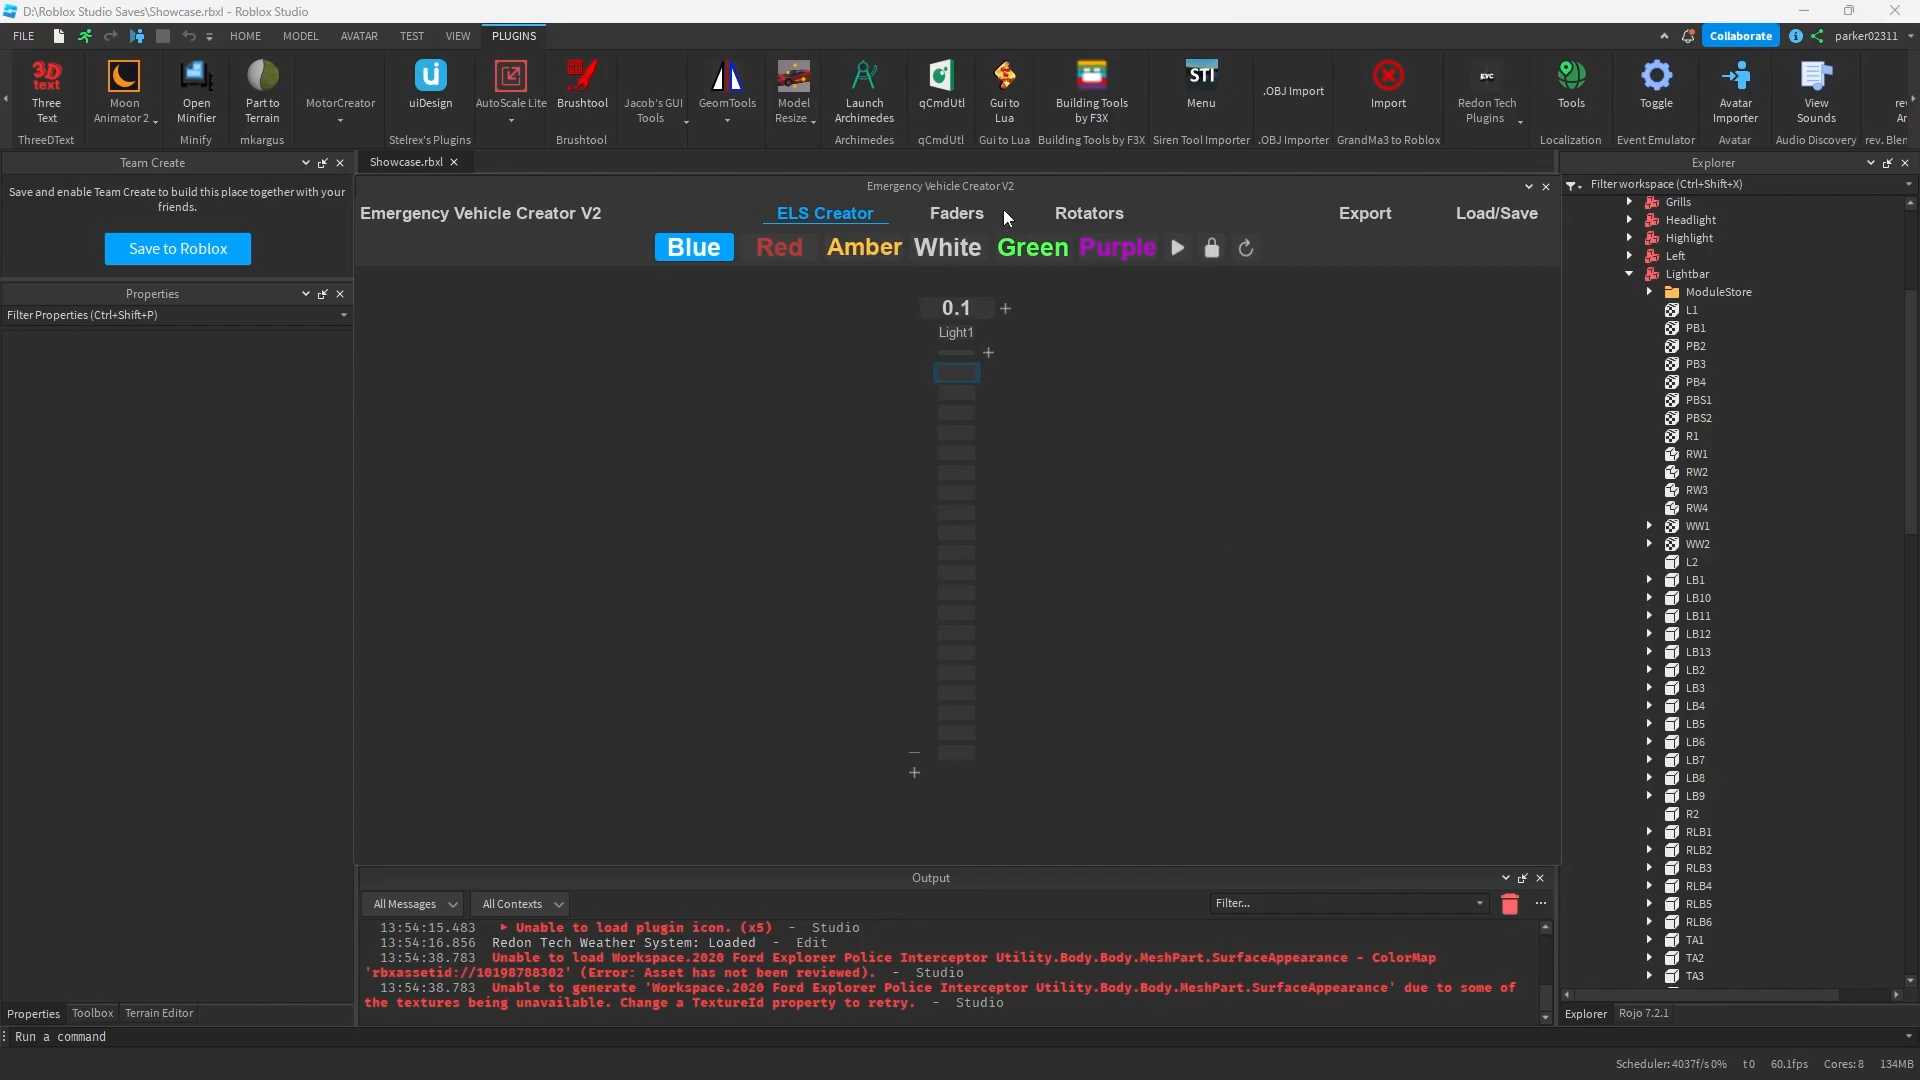 D:\Roblox Studio Saves\Showcase.rbxl - Roblox Studio
FILE HOME MODEL AVATAR TEST VIEW PLUGINS Collaborate parker02311
3D text Three Text ThreeDText
Moon Animator 2 Open Minifier Minify
Part to Terrain mkargus
MotorCreator
uiDesign Stelrex's Plugins
AutoScale Lite
Brushtool Brushtool
Jacob's GUI Tools
GeomTools
Model Resize
Launch Archimedes Archimedes
qCmdUtl qCmdUtl
Gui to Lua Gui to Lua
Building Tools by F3X Building Tools by F3X
STI Menu Siren Tool Importer
.OBJ Import .OBJ Importer
Import GrandMa3 to Roblox
EVC Redon Tech Plugins
Tools Localization
Toggle Event Emulator
Avatar Importer Avatar
View Sounds Audio Discovery
rev. Blen
Team Create
Save and enable Team Create to build this place together with your
friends.
Save to Roblox
Properties
Filter Properties (Ctrl+Shift+P)
Showcase.rbxl
Emergency Vehicle Creator V2
Emergency Vehicle Creator V2 ELS Creator Faders Rotators Export Load/Save
Blue Red Amber White Green Purple
0.1 +
Light1
+
—
+
Output
All Messages All Contexts Filter...
13:54:15.483 Unable to load plugin icon. (x5) - Studio
13:54:16.856 Redon Tech Weather System: Loaded - Edit
13:54:38.783 Unable to load Workspace.2020 Ford Explorer Police Interceptor Utility.Body.Body.MeshPart.SurfaceAppearance - ColorMap
'rbxassetid://10198788302' (Error: Asset has not been reviewed). - Studio
13:54:38.783 Unable to generate 'Workspace.2020 Ford Explorer Police Interceptor Utility.Body.Body.MeshPart.SurfaceAppearance' due to some of
the textures being unavailable. Change a TextureId property to retry. - Studio
Explorer
Filter workspace (Ctrl+Shift+X)
Grills
Headlight
Highlight
Left
Lightbar
ModuleStore
L1
PB1
PB2
PB3
PB4
PBS1
PBS2
R1
RW1
RW2
RW3
RW4
WW1
WW2
L2
LB1
LB10
LB11
LB12
LB13
LB2
LB3
LB4
LB5
LB6
LB7
LB8
LB9
R2
RLB1
RLB2
RLB3
RLB4
RLB5
RLB6
TA1
TA2
TA3
Properties Toolbox Terrain Editor
Explorer Rojo 7.2.1
Run a command
Scheduler: 4037f/s 0% t0 60.1fps Cores: 8 134MB